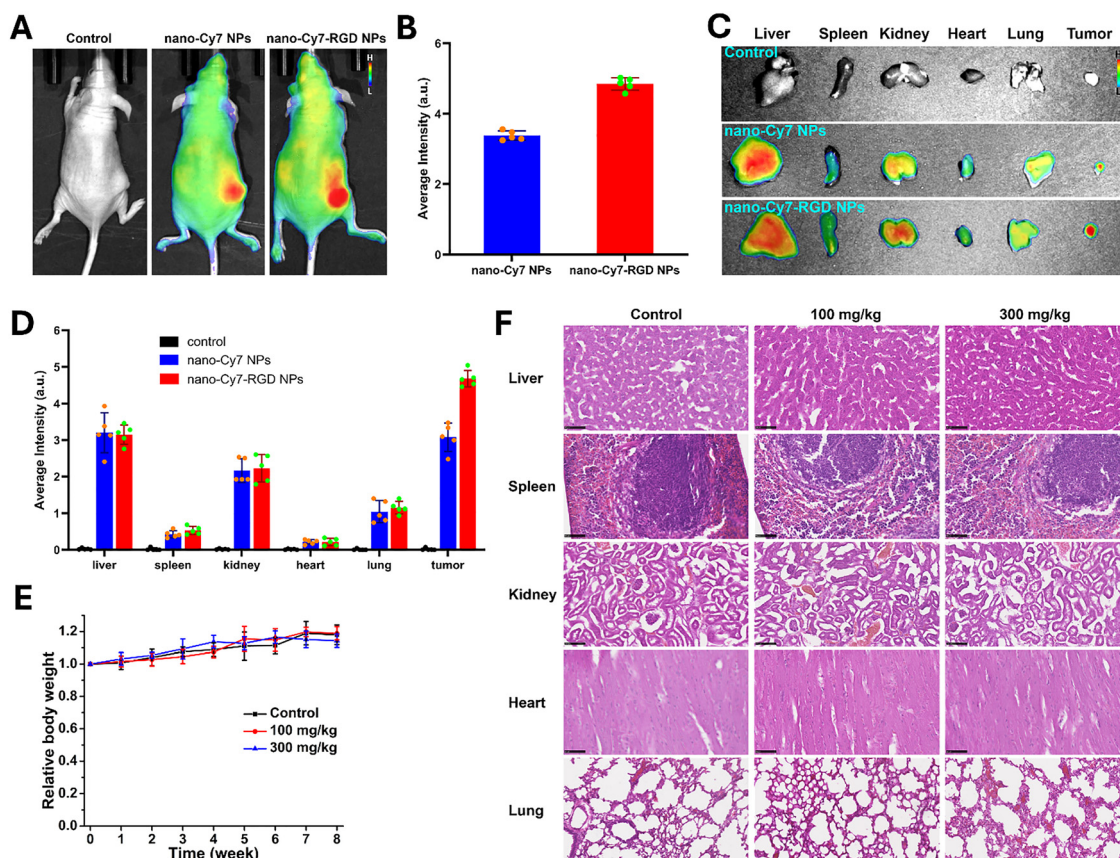 A
Control
nano-Cy7 NPs
nano-Cy7-RGD NPs
H
L
B
Average Intensity (a.u.)
6
4
2
0
nano-Cy7 NPs
nano-Cy7-RGD NPs
C
Liver Spleen Kidney Heart Lung Tumor
Control
H
L
nano-Cy7 NPs
nano-Cy7-RGD NPs
D
Average Intensity (a.u.)
6
5
4
3
2
1
0
control
nano-Cy7 NPs
nano-Cy7-RGD NPs
liver spleen kidney heart lung tumor
E
Relative body weight
1.2
1.0
0.8
0.6
0.4
0.2
0.0
Control
100 mg/kg
300 mg/kg
0 1 2 3 4 5 6 7 8
Time (week)
F
Control 100 mg/kg 300 mg/kg
Liver
Spleen
Kidney
Heart
Lung